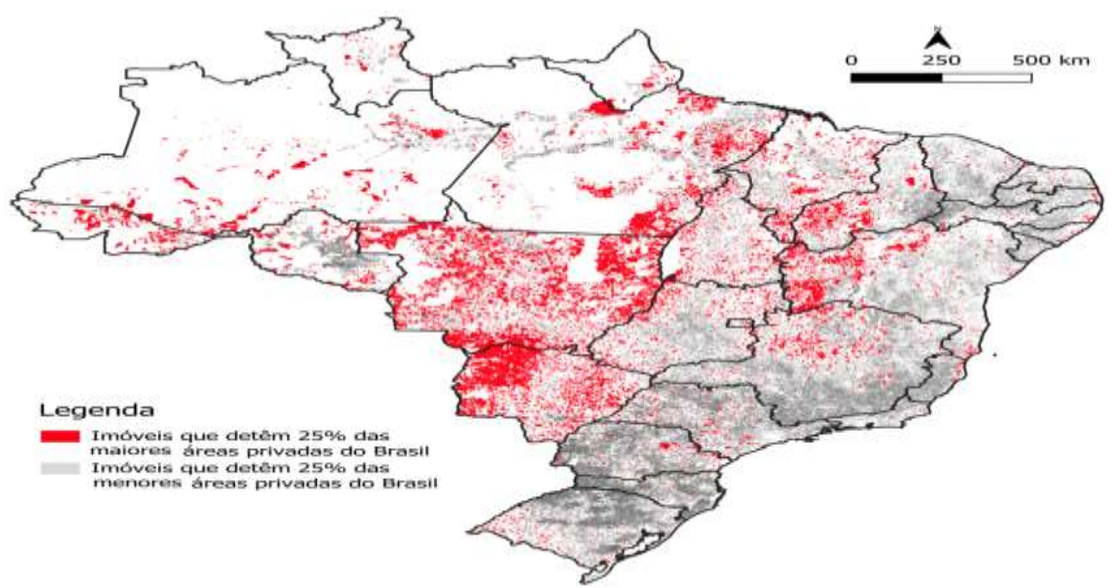 N
0 250 500 km
Legenda
Imóveis que detêm 25% das
maiores áreas privadas do Brasil
Imóveis que detêm 25% das
menores áreas privadas do Brasil